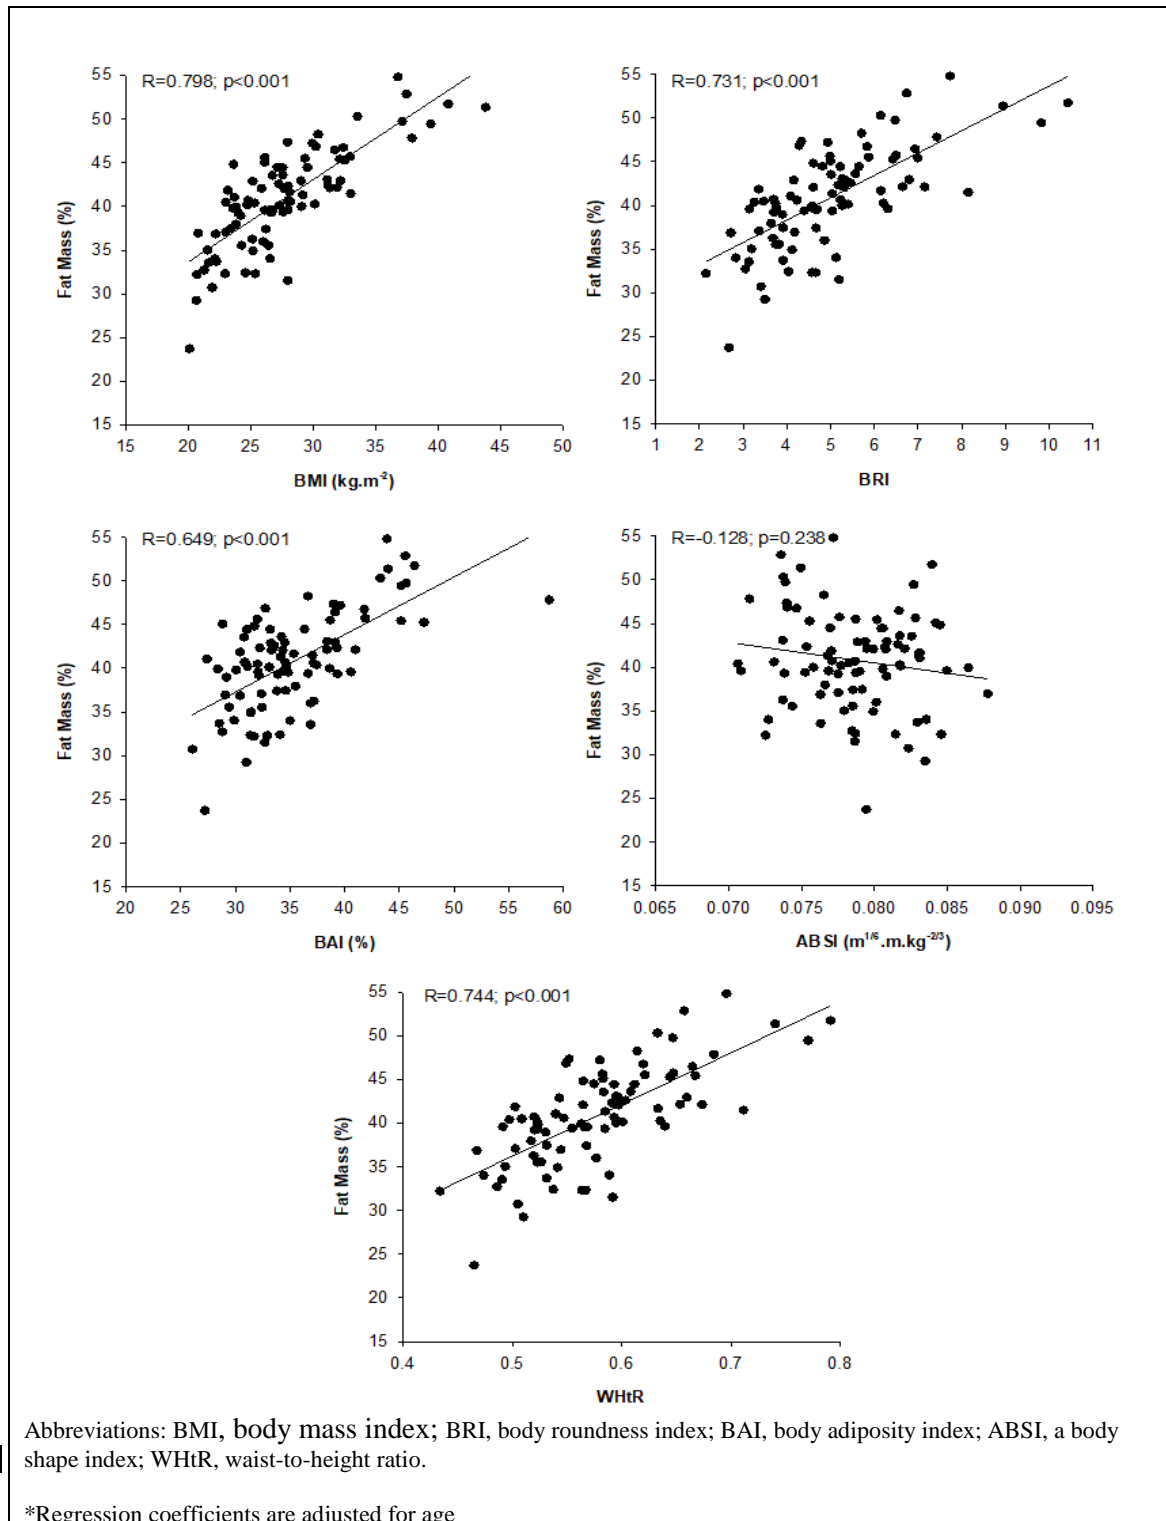 R=0.798; p<0.001
55
50
45
40
35
30
25
20
15
Fat Mass (%)
15 20 25 30 35 40 45 50
BMI (kg.m-2)
R=0.731; p<0.001
55
50
45
40
35
30
25
20
15
Fat Mass (%)
1 2 3 4 5 6 7 8 9 10 11
BRI
R=0.649; p<0.001
55
50
45
40
35
30
25
20
15
Fat Mass (%)
20 25 30 35 40 45 50 55 60
BAI (%)
R=-0.128; p=0.238
55
50
45
40
35
30
25
20
15
Fat Mass (%)
0.065 0.070 0.075 0.080 0.085 0.090 0.095
ABSI (m1/6.m.kg-2/3)
R=0.744; p<0.001
55
50
45
40
35
30
25
20
15
Fat Mass (%)
0.4 0.5 0.6 0.7 0.8
WHtR
Abbreviations: BMI, body mass index; BRI, body roundness index; BAI, body adiposity index; ABSI, a body
shape index; WHtR, waist-to-height ratio.
*Regression coefficients are adjusted for age